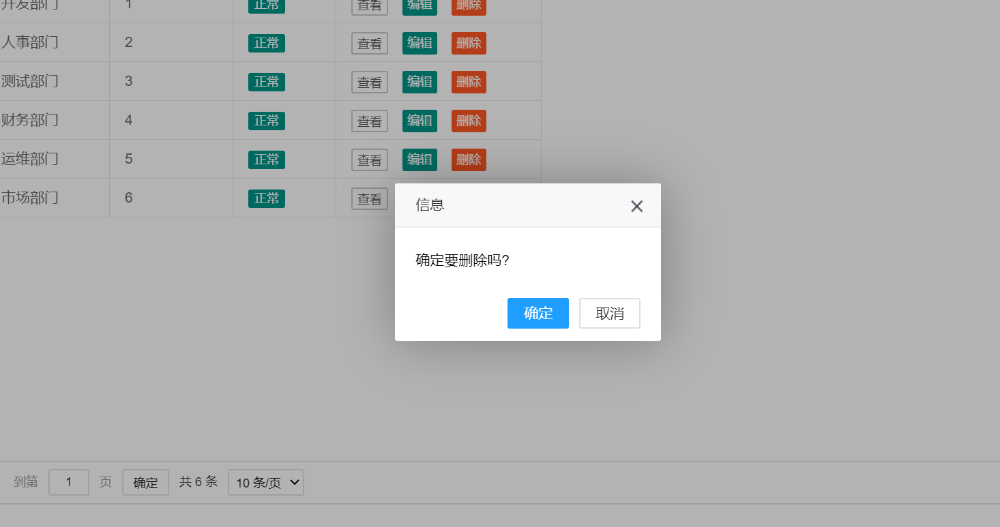 开发部门 1 正常 查看 编辑 删除
人事部门 2 正常 查看 编辑 删除
测试部门 3 正常 查看 编辑 删除
财务部门 4 正常 查看 编辑 删除
运维部门 5 正常 查看 编辑 删除
市场部门 6 正常 查看
信息
确定要删除吗?
确定 取消
到第 1 页 确定 共 6 条 10 条/页